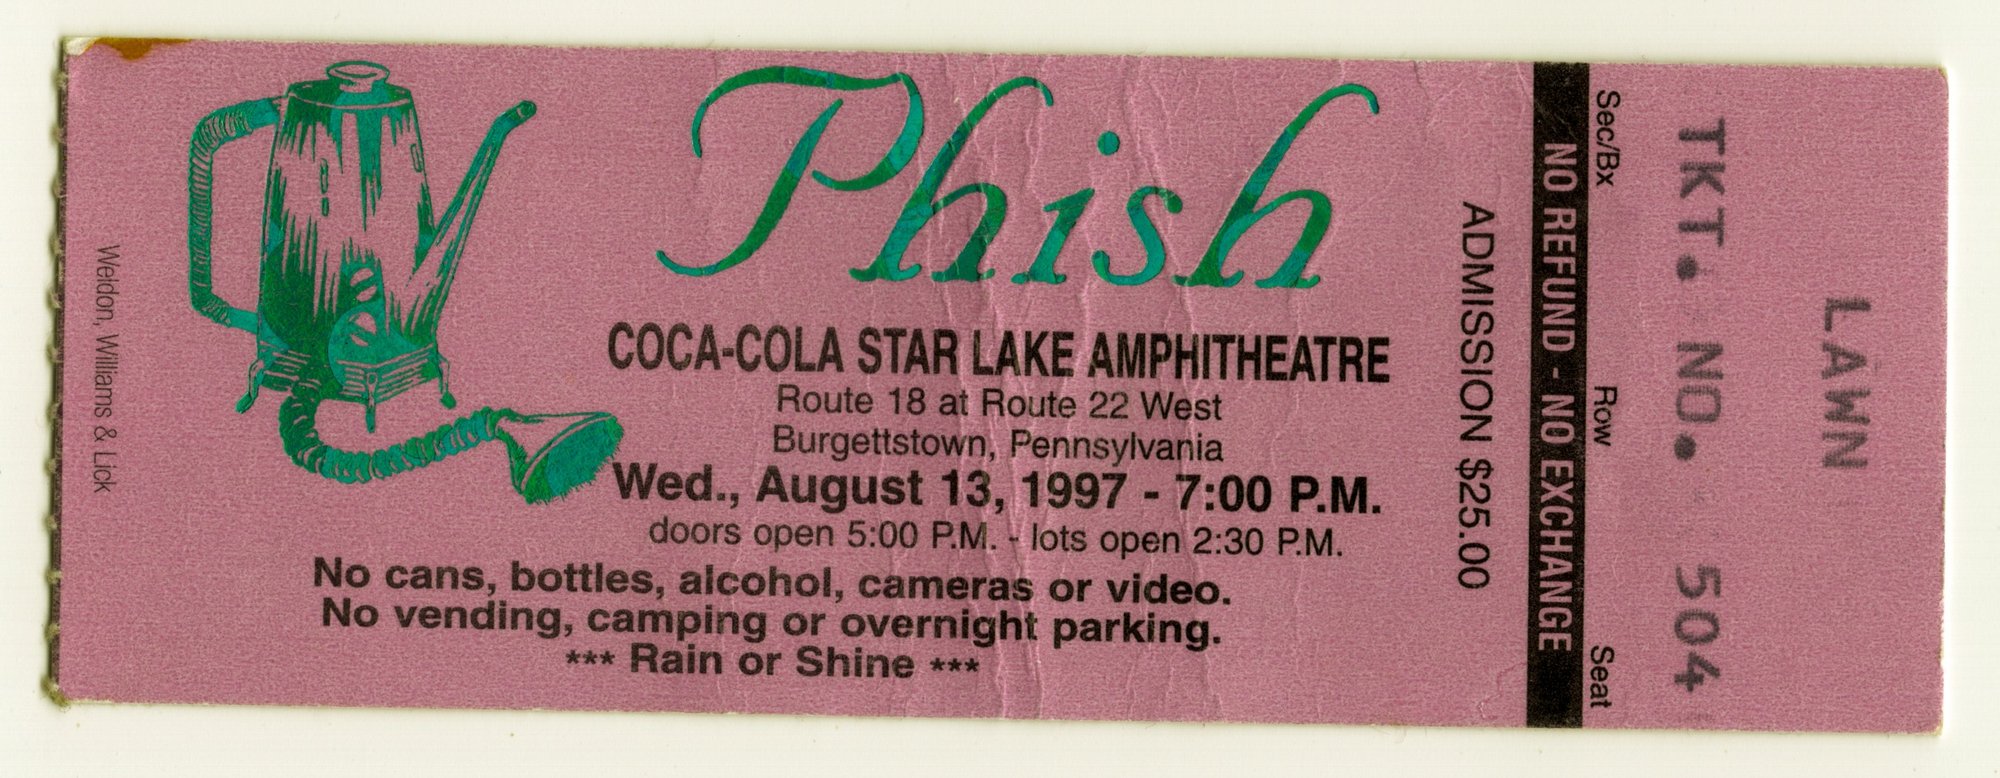 Weldon, Williams & Lick
Phish
COCA-COLA STAR LAKE AMPHITHEATRE
Route 18 at Route 22 West
Burgettstown, Pennsylvania
Wed., August 13, 1997 - 7:00 P.M.
doors open 5:00 P.M. - lots open 2:30 P.M.
No cans, bottles, alcohol, cameras or video.
No vending, camping or overnight parking.
*** Rain or Shine ***
ADMISSION $25.00
NO REFUND - NO EXCHANGE
Sec/Bx Row Seat
TKT. NO. 504
LAWN